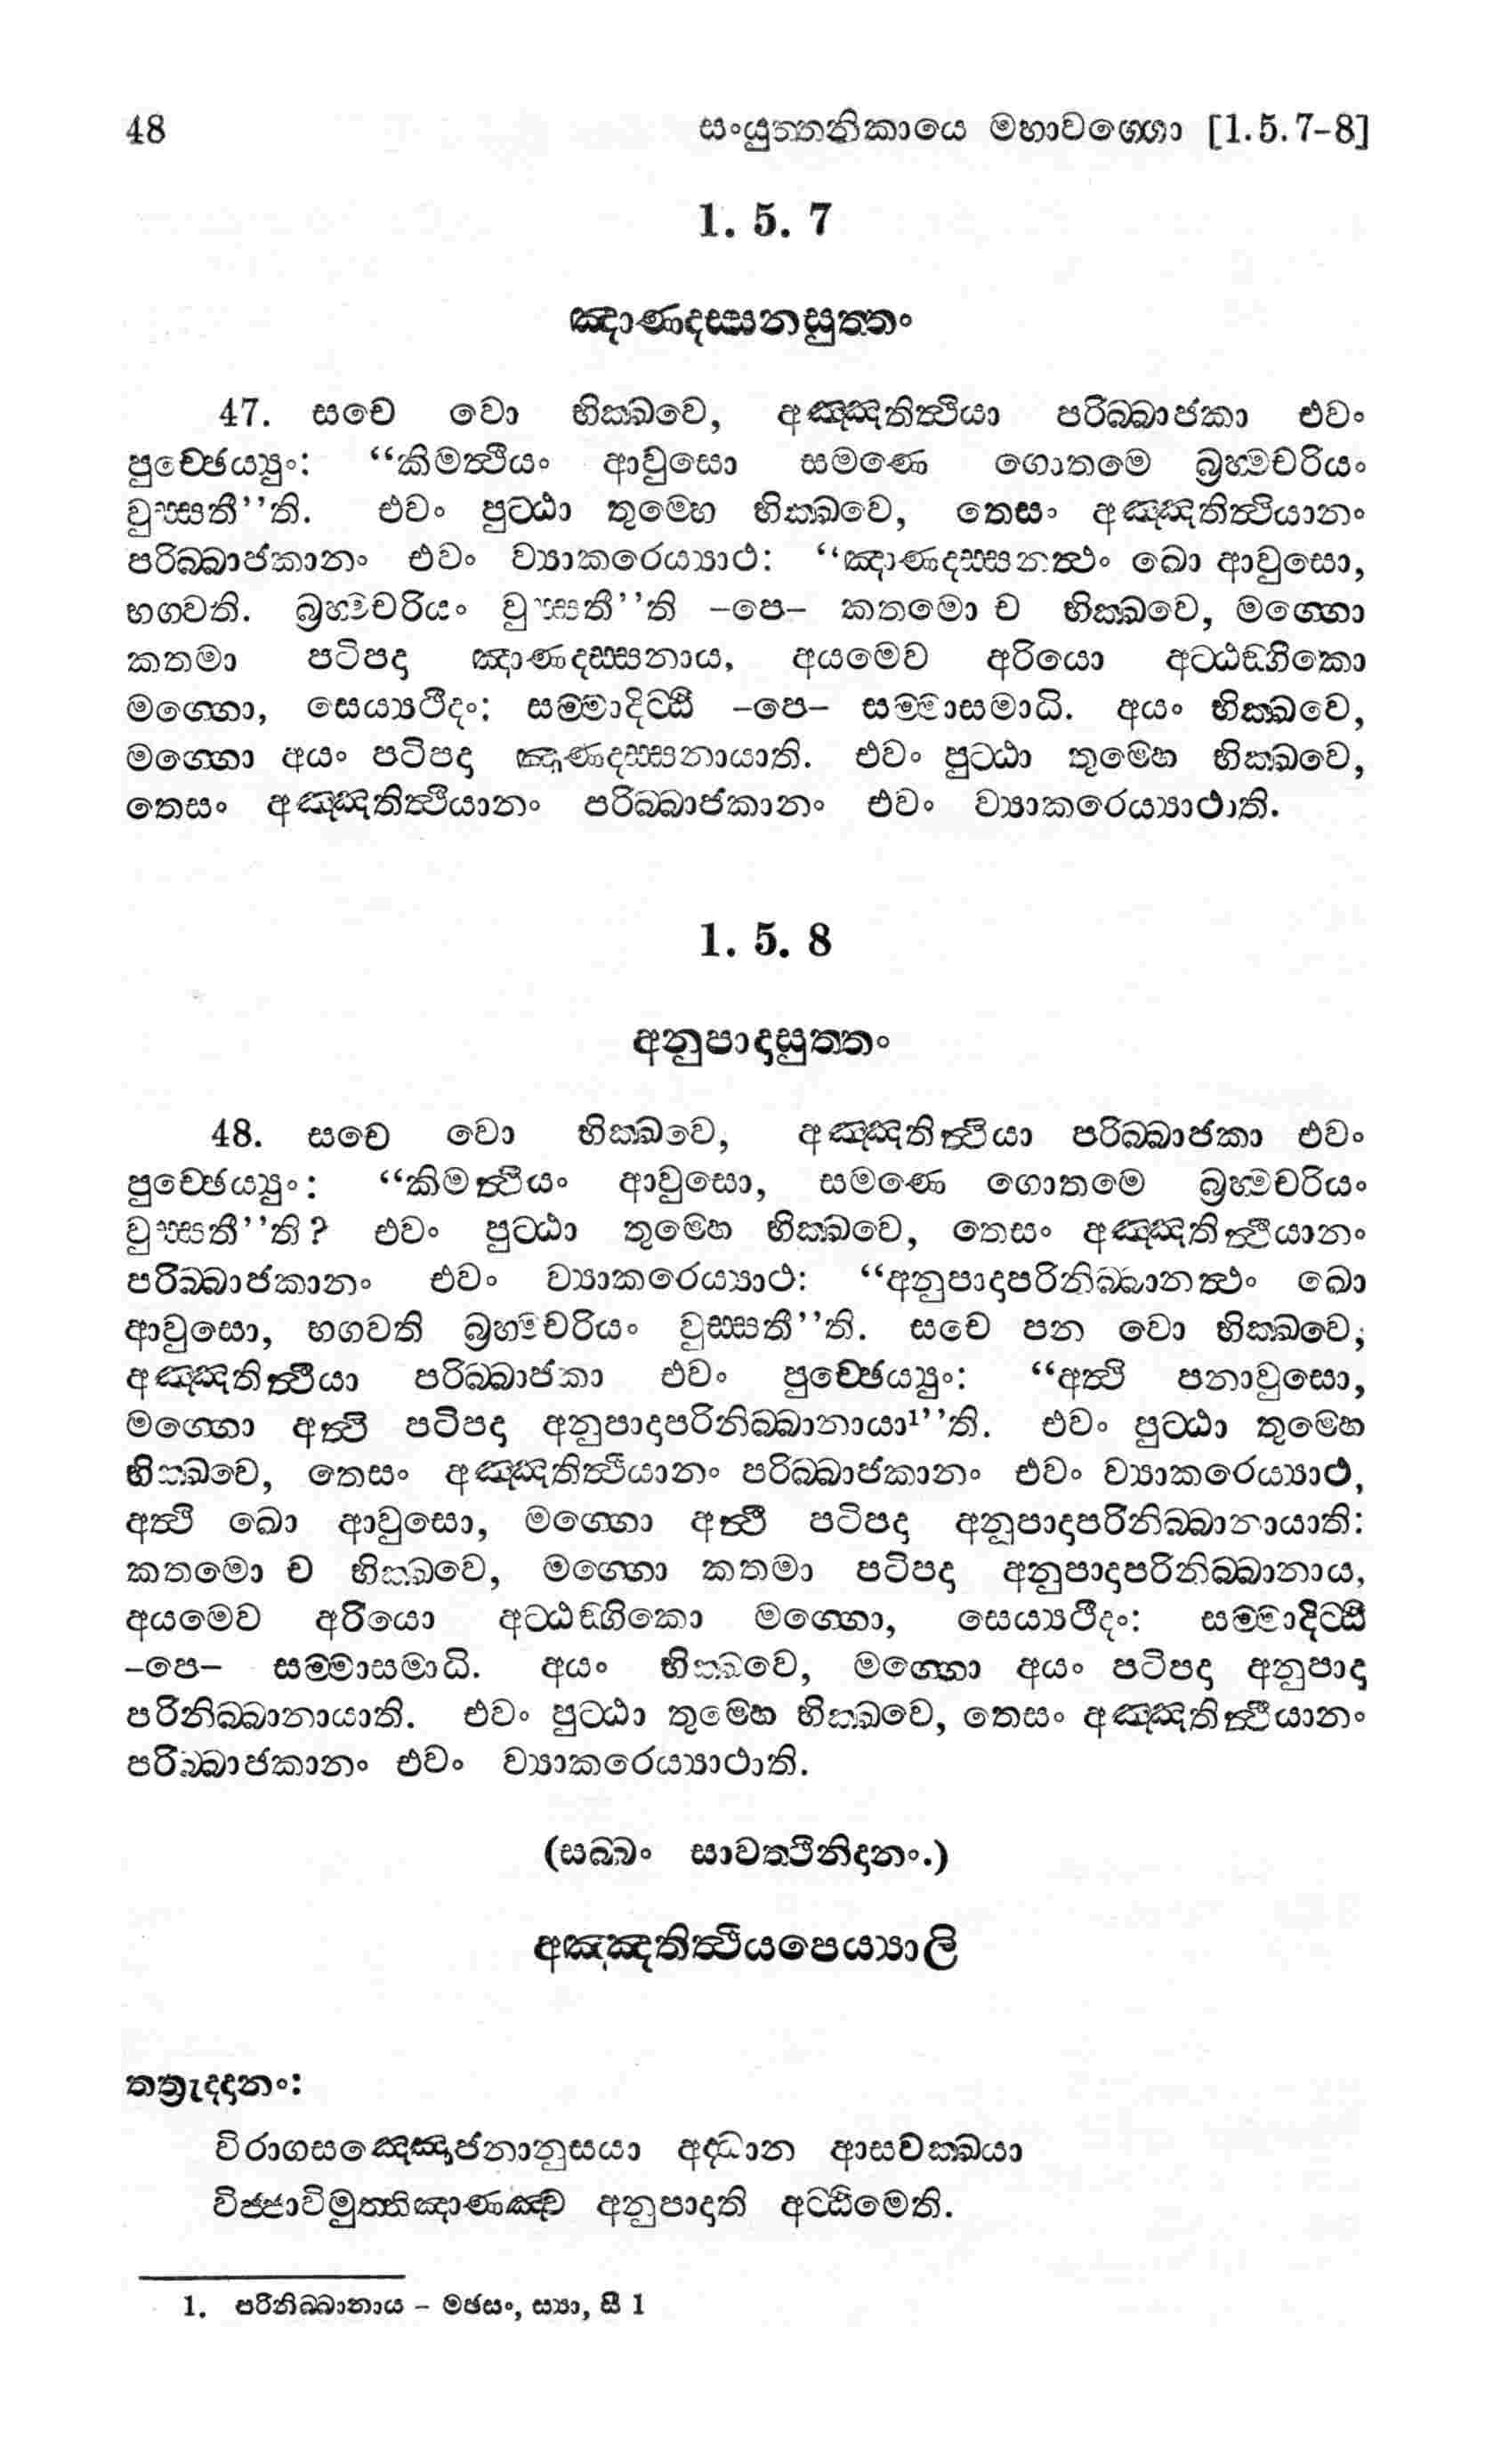 48 සංයුත්තනිකායෙ මහාවග්ගො [1.5.7-8]
1. 5. 7
ඤාණදස්සනසුත්තං
47. සචෙ වො භික්ඛවෙ, අඤ්ඤතිත්ථියා පරිබ්බාජකා එවං
පුච්ඡෙය්‍යුං: “කිමත්ථියං ආවුසො සමණෙ ගොතමෙ බ්‍රහ්මචරියං
වුස්සතී’’ති. එවං පුට්ඨා තුම්හෙ භික්ඛවෙ, තෙසං අඤ්ඤතිත්ථියානං
පරිබ්බාජකානං එවං ව්‍යාකරෙය්‍යාථ: “ඤාණදස්සනත්ථං ඛො ආවුසො,
භගවති. බ්‍රහ්මචරියං වුස්සතී’’ති –පෙ– කතමො ච භික්ඛවෙ, මග්ගො
කතමා පටිපදා ඤාණදස්සනාය, අයමෙව අරියො අට්ඨඞ්ගිකො
මග්ගො, සෙය්‍යථීදං: සම්මාදිට්ඨි –පෙ– සම්මාසමාධි. අයං භික්ඛවෙ,
මග්ගො අයං පටිපදා ඤාණදස්සනායාති. එවං පුට්ඨා තුම්හෙ භික්ඛවෙ,
තෙසං අඤ්ඤතිත්ථියානං පරිබ්බාජකානං එවං ව්‍යාකරෙය්‍යාථාති.
1. 5. 8
අනුපාදාසුත්තං
48. සචෙ වො භික්ඛවෙ, අඤ්ඤතිත්ථියා පරිබ්බාජකා එවං
පුච්ඡෙය්‍යුං: “කිමත්ථියං ආවුසො, සමණෙ ගොතමෙ බ්‍රහ්මචරියං
වුස්සතී’’ති? එවං පුට්ඨා තුම්හෙ භික්ඛවෙ, තෙසං අඤ්ඤතිත්ථියානං
පරිබ්බාජකානං එවං ව්‍යාකරෙය්‍යාථ: “අනුපාදාපරිනිබ්බානත්ථං ඛො
ආවුසො, භගවති බ්‍රහ්මචරියං වුස්සතී’’ති. සචෙ පන වො භික්ඛවෙ,
අඤ්ඤතිත්ථියා පරිබ්බාජකා එවං පුච්ඡෙය්‍යුං: “අත්ථි පනාවුසො,
මග්ගො අත්ථි පටිපදා අනුපාදාපරිනිබ්බානායා¹’’ති. එවං පුට්ඨා තුම්හෙ
භික්ඛවෙ, තෙසං අඤ්ඤතිත්ථියානං පරිබ්බාජකානං එවං ව්‍යාකරෙය්‍යාථ,
අත්ථි ඛො ආවුසො, මග්ගො අත්ථි පටිපදා අනුපාදාපරිනිබ්බානායාති:
කතමො ච භික්ඛවෙ, මග්ගො කතමා පටිපදා අනුපාදාපරිනිබ්බානාය,
අයමෙව අරියො අට්ඨඞ්ගිකො මග්ගො, සෙය්‍යථීදං: සම්මාදිට්ඨි
–පෙ– සම්මාසමාධි. අයං භික්ඛවෙ, මග්ගො අයං පටිපදා අනුපාදා
පරිනිබ්බානායාති. එවං පුට්ඨා තුම්හෙ භික්ඛවෙ, තෙසං අඤ්ඤතිත්ථියානං
පරිබ්බාජකානං එවං ව්‍යාකරෙය්‍යාථාති.
(සබ්බං සාවත්ථිනිදානං.)
අඤ්ඤතිත්ථියපෙය්‍යාලි
තත්‍රැද්දානං:
විරාගසඤ්ඤොජනානුසයා අද්ධාන ආසවක්ඛයා
විජ්ජාවිමුත්තිඤාණඤ්ච අනුපාදාති අට්ඨිමෙති.
1. පරිනිබ්බානාය – මඡසං, ස්‍යා, සී 1